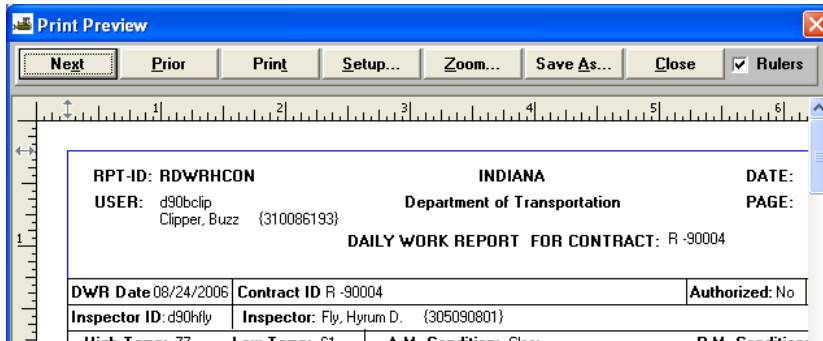 Print Preview
Next Prior Print Setup... Zoom... Save As... Close Rulers
1 2 3 4 5 6
RPT-ID: RDWRHCON INDIANA DATE:
USER: d90bclip Department of Transportation PAGE:
Clipper, Buzz {310086193}
1
DAILY WORK REPORT FOR CONTRACT: R -90004
DWR Date 08/24/2006 Contract ID R -90004 Authorized: No
Inspector ID: d90hfly Inspector: Fly, Hyrum D. {305090801}